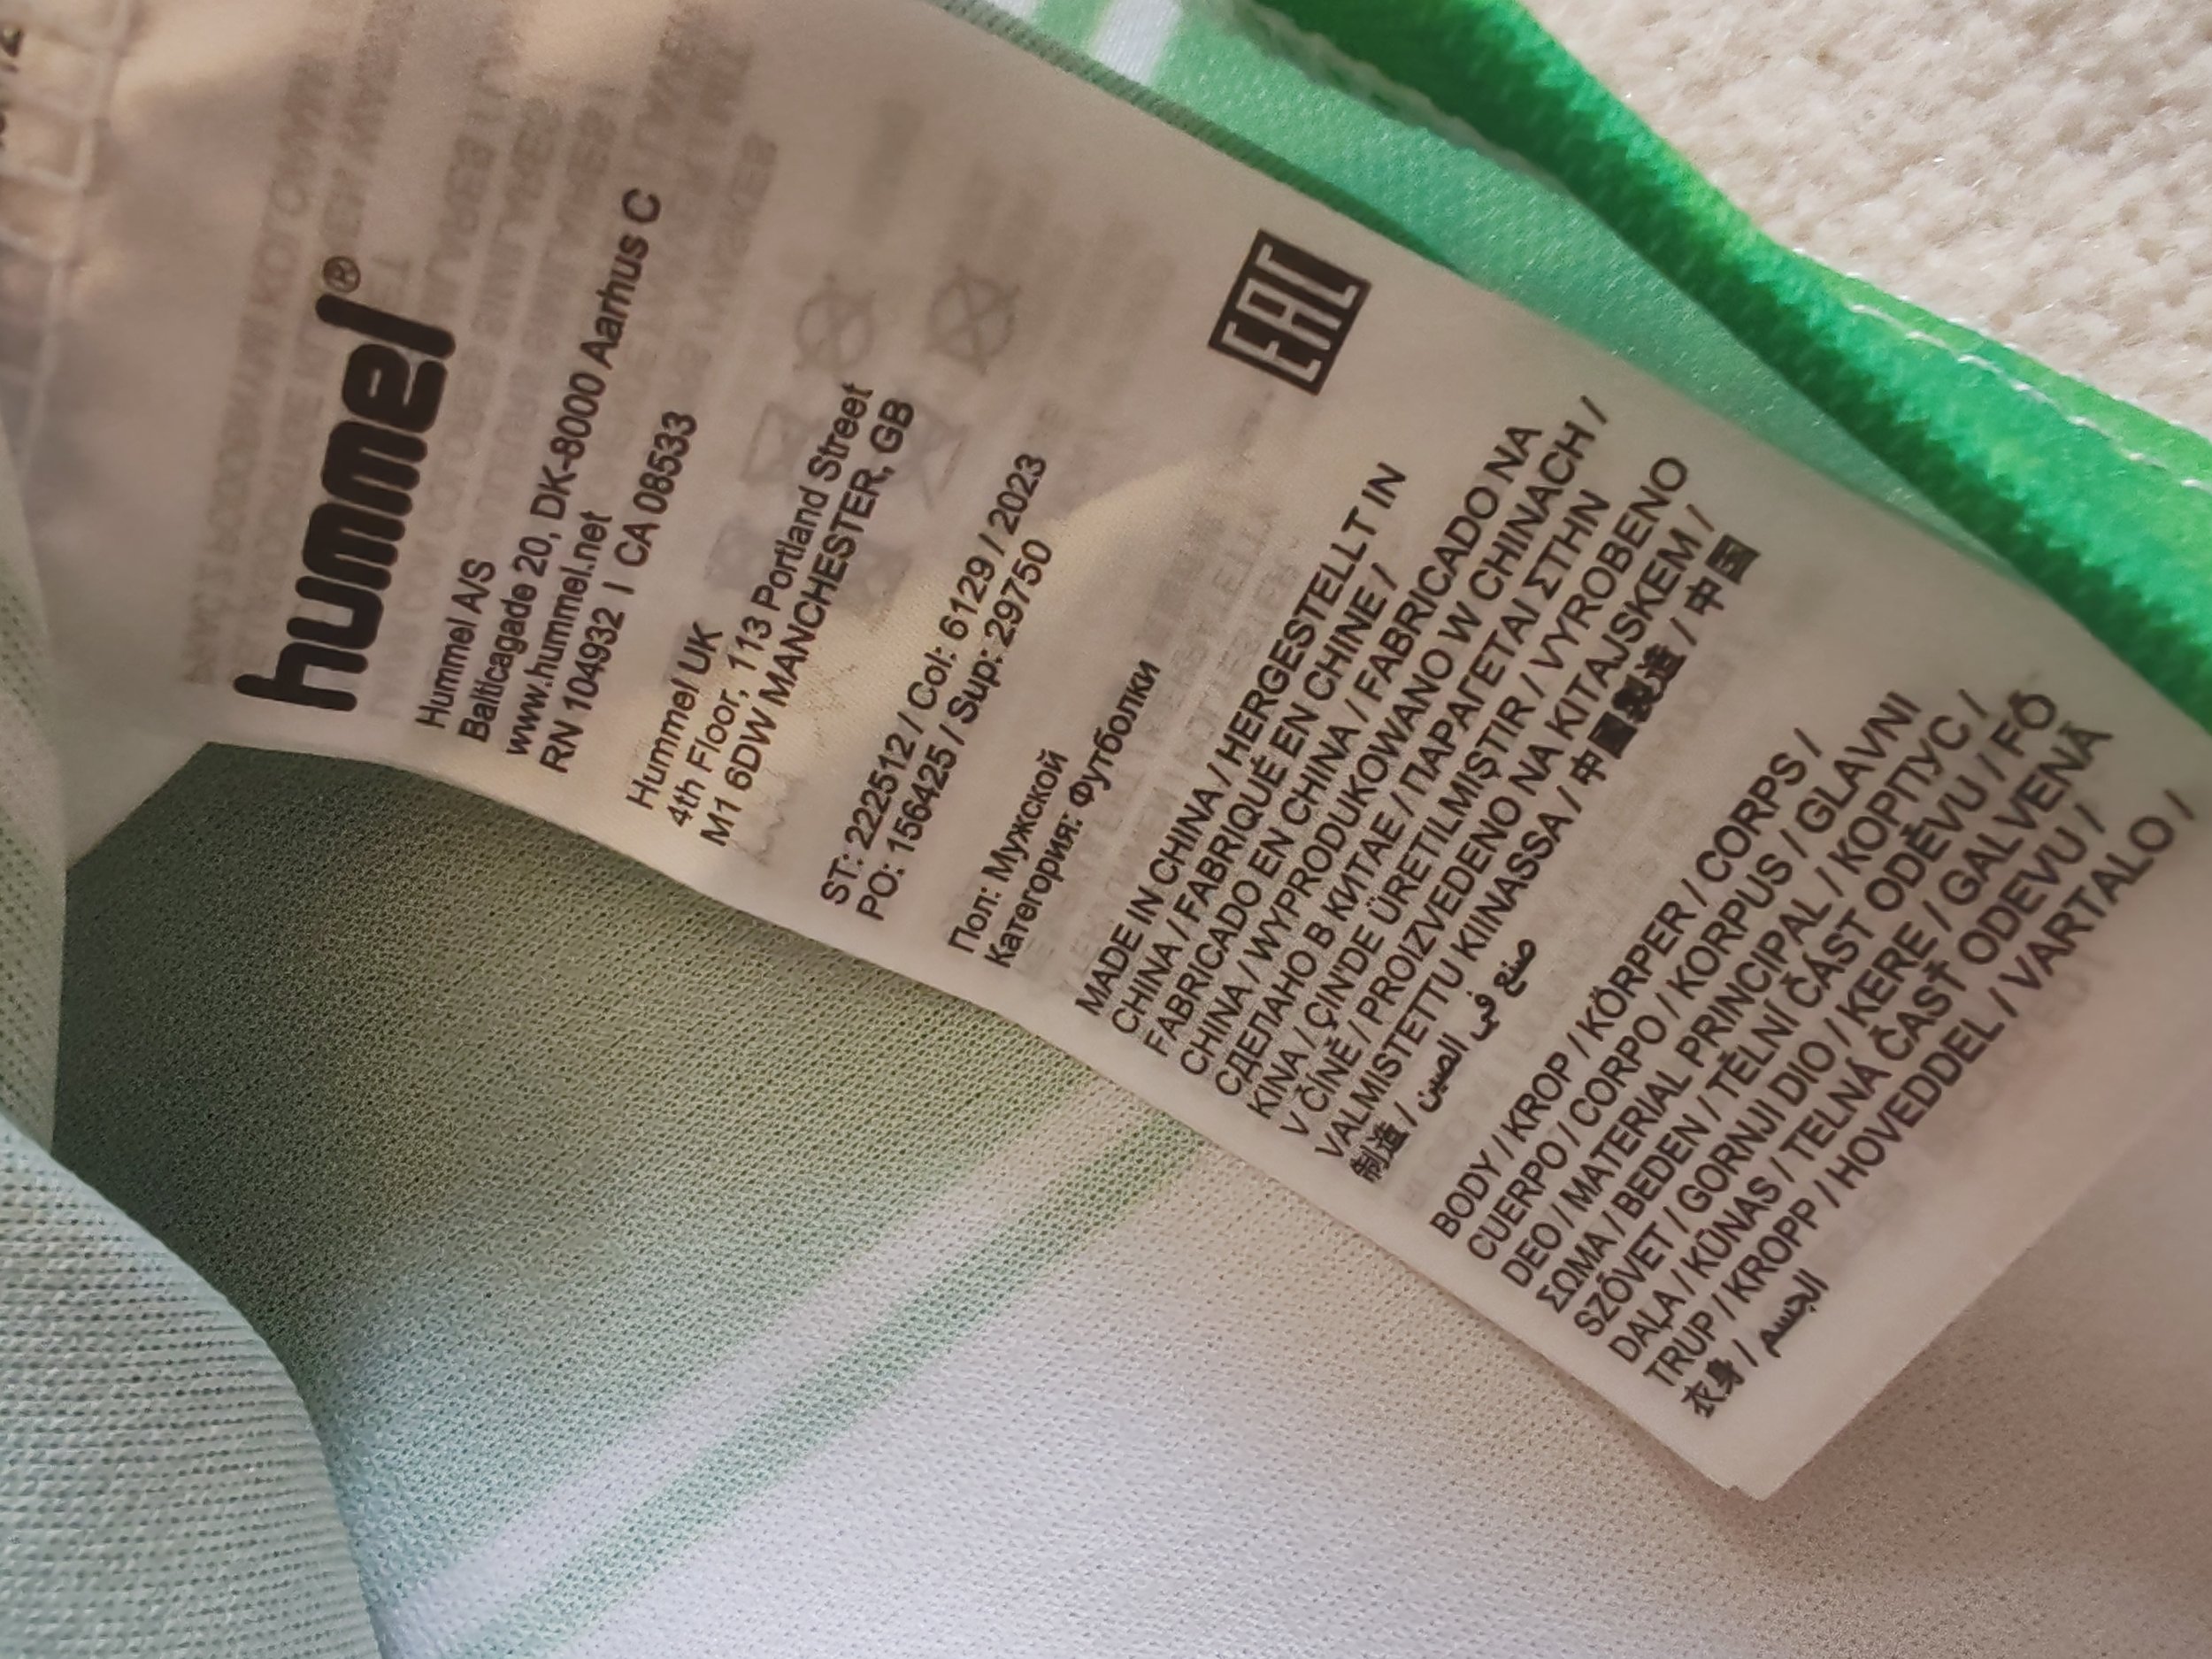 hummel®
Hummel A/S
Balticagade 20, DK-8000 Aarhus C
www.hummel.net
RN 104932 | CA 08533
Hummel UK
4th Floor, 113 Portland Street
M1 6DW MANCHESTER, GB
ST: 222512 / Col: 6129 / 2023
PO: 156425 / Sup: 29750
Пол: Мужской
Категория: Футболки
EAC
MADE IN CHINA / HERGESTELLT IN
CHINA / FABRIQUÉ EN CHINE /
FABRICADO EN CHINA / FABRICADO NA
CHINA / WYPRODUKOWANO W CHINACH /
СДЕЛАНО В КИТАЕ / ΠΑΡΑΓΕΤΑΙ ΣΤΗΝ
ΚΙΝΑ / ÇIN'DE ÜRETILMIŞTIR / VYROBENO
V ČÍNĚ / PROIZVEDENO NA KITAJSKEM /
VALMISTETTU KIINASSA / 中国製造 / 中国
制造 / صنع في الصين
BODY / KROP / KÖRPER / CORPS /
CUERPO / CORPO / KORPUS / GLAVNI
DEO / MATERIAL PRINCIPAL / КОРПУС /
ΣΩΜΑ / BEDEN / TĚLNÍ ČÁST ODĚVU / FŐ
SZÖVET / GORNJI DIO / KERE / GALVENĀ
DAĻA / KŪNAS / TELNÁ ČASŤ ODEVU /
TRUP / KROPP / HOVEDDEL / VARTALO /
衣身 / الجسم